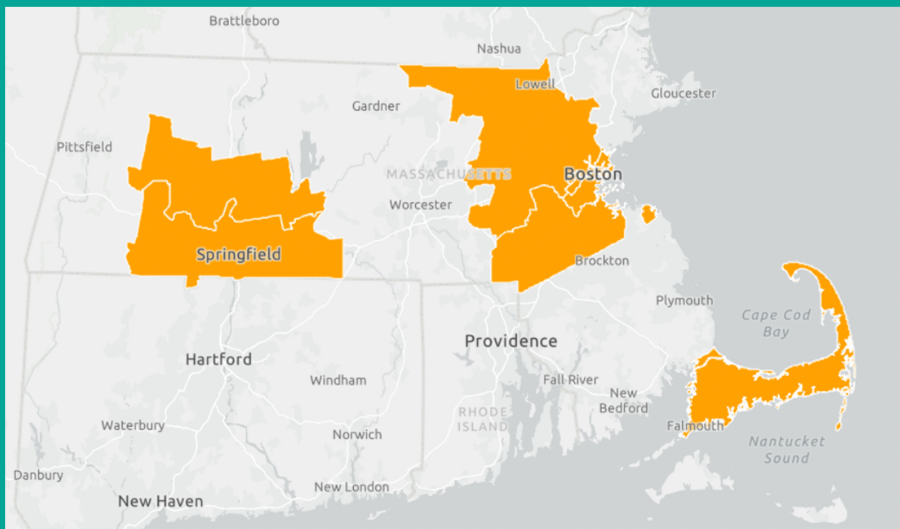 Brattleboro
Nashua
Lowell
Gloucester
Gardner
Pittsfield
MASSACHUSETTS
Boston
Worcester
Springfield
Brockton
Plymouth
Cape Cod
Bay
Providence
Hartford
Windham
Fall River
New
Bedford
RHODE
ISLAND
Falmouth
Waterbury
Norwich
Nantucket
Sound
Danbury
New London
New Haven